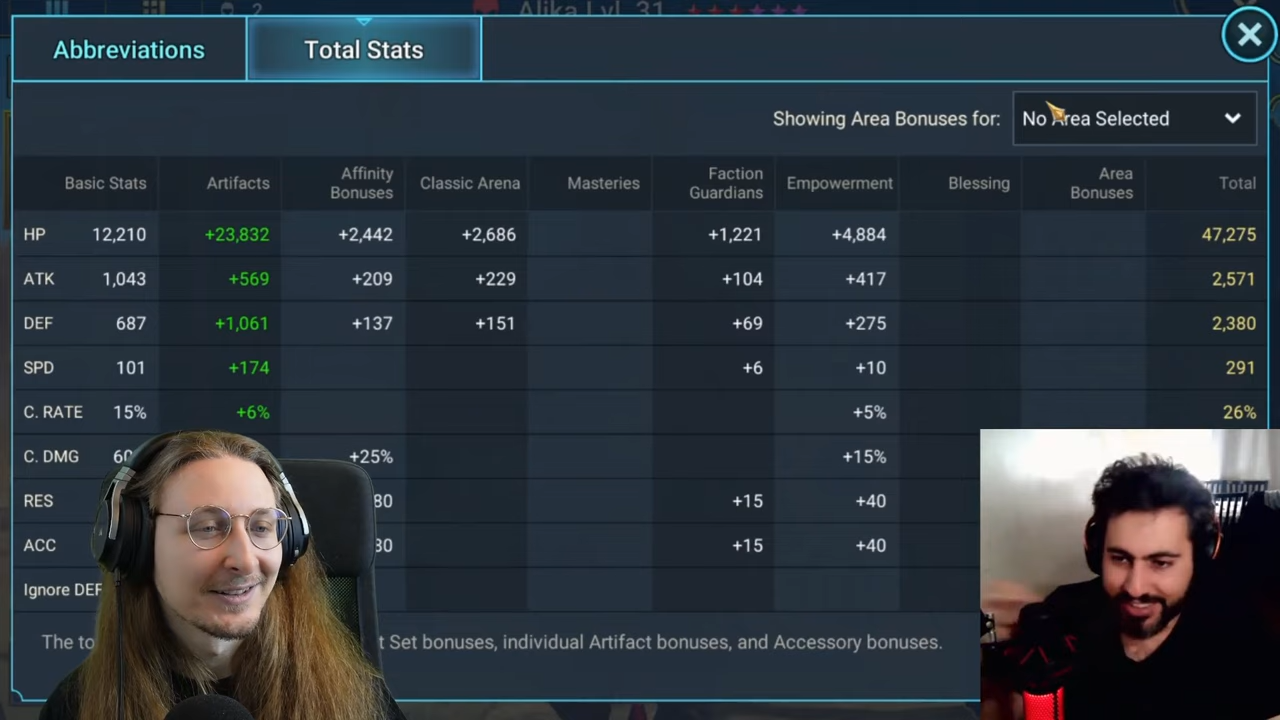 2 Alika Lvl. 31
Abbreviations Total Stats
Showing Area Bonuses for: No Area Selected
Basic Stats Artifacts Affinity Bonuses Classic Arena Masteries Faction Guardians Empowerment Blessing Area Bonuses Total
HP 12,210 +23,832 +2,442 +2,686 +1,221 +4,884 47,275
ATK 1,043 +569 +209 +229 +104 +417 2,571
DEF 687 +1,061 +137 +151 +69 +275 2,380
SPD 101 +174 +6 +10 291
C. RATE 15% +6% +5% 26%
C. DMG +25% +15%
RES +15 +40
ACC +15 +40
Ignore DEF
The Set bonuses, individual Artifact bonuses, and Accessory bonuses.